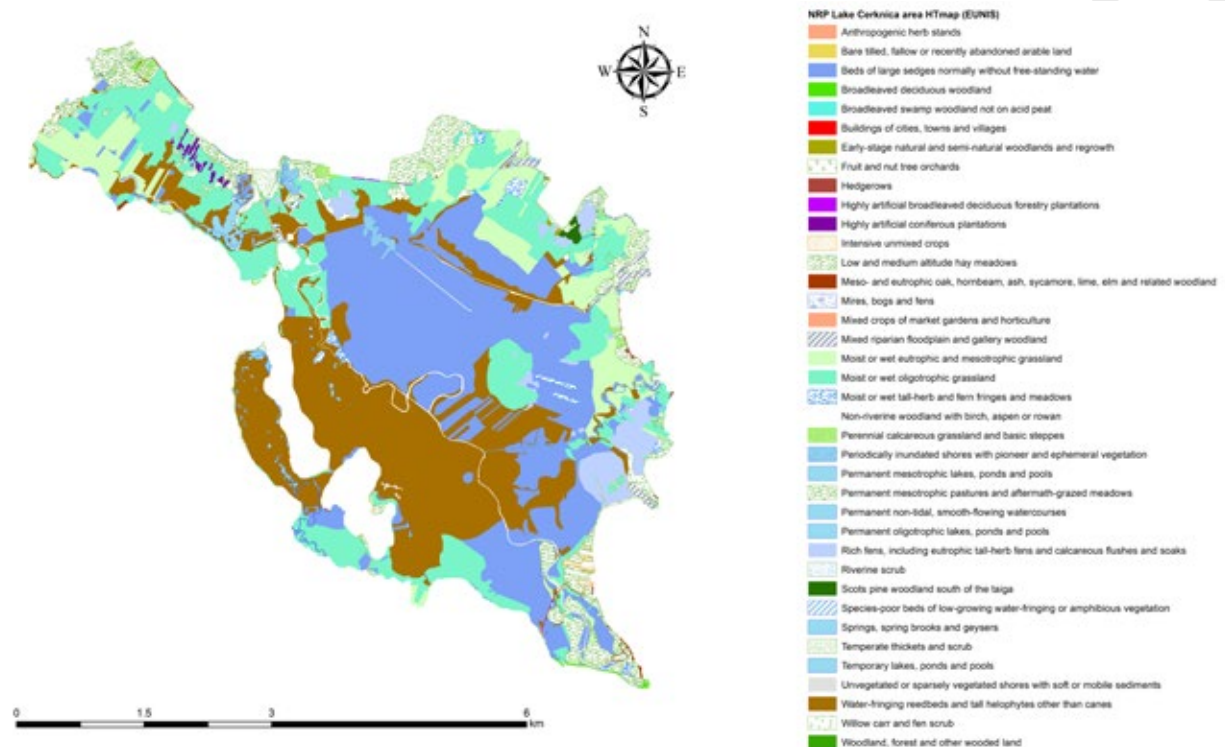 N
W E
S
0 1.5 3 6
km
NRP Lake Cerknica area HTmap (EUNIS)
Anthropogenic herb stands
Bare tilled, fallow or recently abandoned arable land
Beds of large sedges normally without free-standing water
Broadleaved deciduous woodland
Broadleaved swamp woodland not on acid peat
Buildings of cities, towns and villages
Early-stage natural and semi-natural woodlands and regrowth
Fruit and nut tree orchards
Hedgerows
Highly artificial broadleaved deciduous forestry plantations
Highly artificial coniferous plantations
Intensive unmixed crops
Low and medium altitude hay meadows
Meso- and eutrophic oak, hornbeam, ash, sycamore, lime, elm and related woodland
Mires, bogs and fens
Mixed crops of market gardens and horticulture
Mixed riparian floodplain and gallery woodland
Moist or wet eutrophic and mesotrophic grassland
Moist or wet oligotrophic grassland
Moist or wet tall-herb and fern fringes and meadows
Non-riverine woodland with birch, aspen or rowan
Perennial calcareous grassland and basic steppes
Periodically inundated shores with pioneer and ephemeral vegetation
Permanent mesotrophic lakes, ponds and pools
Permanent mesotrophic pastures and aftermath-grazed meadows
Permanent non-tidal, smooth-flowing watercourses
Permanent oligotrophic lakes, ponds and pools
Rich fens, including eutrophic tall-herb fens and calcareous flushes and soaks
Riverine scrub
Scots pine woodland south of the taiga
Species-poor beds of low-growing water-fringing or amphibious vegetation
Springs, spring brooks and geysers
Temperate thickets and scrub
Temporary lakes, ponds and pools
Unvegetated or sparsely vegetated shores with soft or mobile sediments
Water-fringing reedbeds and tall helophytes other than canes
Willow carr and fen scrub
Woodland, forest and other wooded land